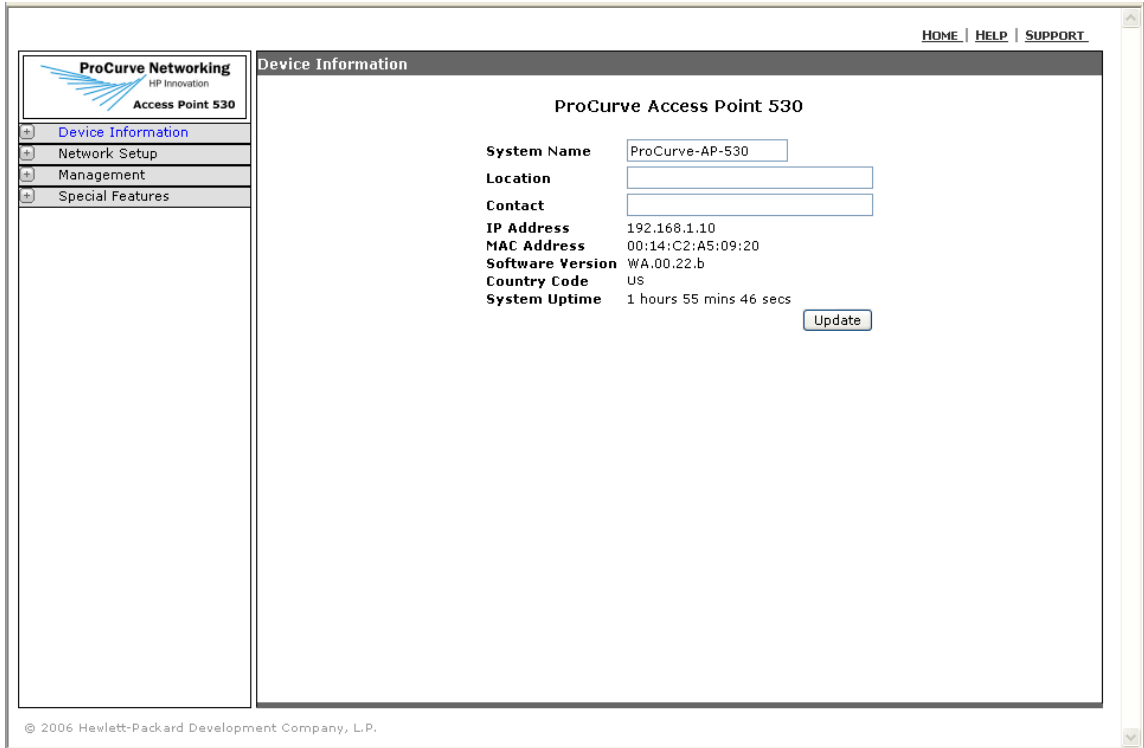 HOME | HELP | SUPPORT
ProCurve Networking
HP Innovation
Access Point 530
Device Information
Network Setup
Management
Special Features
Device Information
ProCurve Access Point 530
System Name ProCurve-AP-530
Location
Contact
IP Address 192.168.1.10
MAC Address 00:14:C2:A5:09:20
Software Version WA.00.22.b
Country Code US
System Uptime 1 hours 55 mins 46 secs
Update
© 2006 Hewlett-Packard Development Company, L.P.